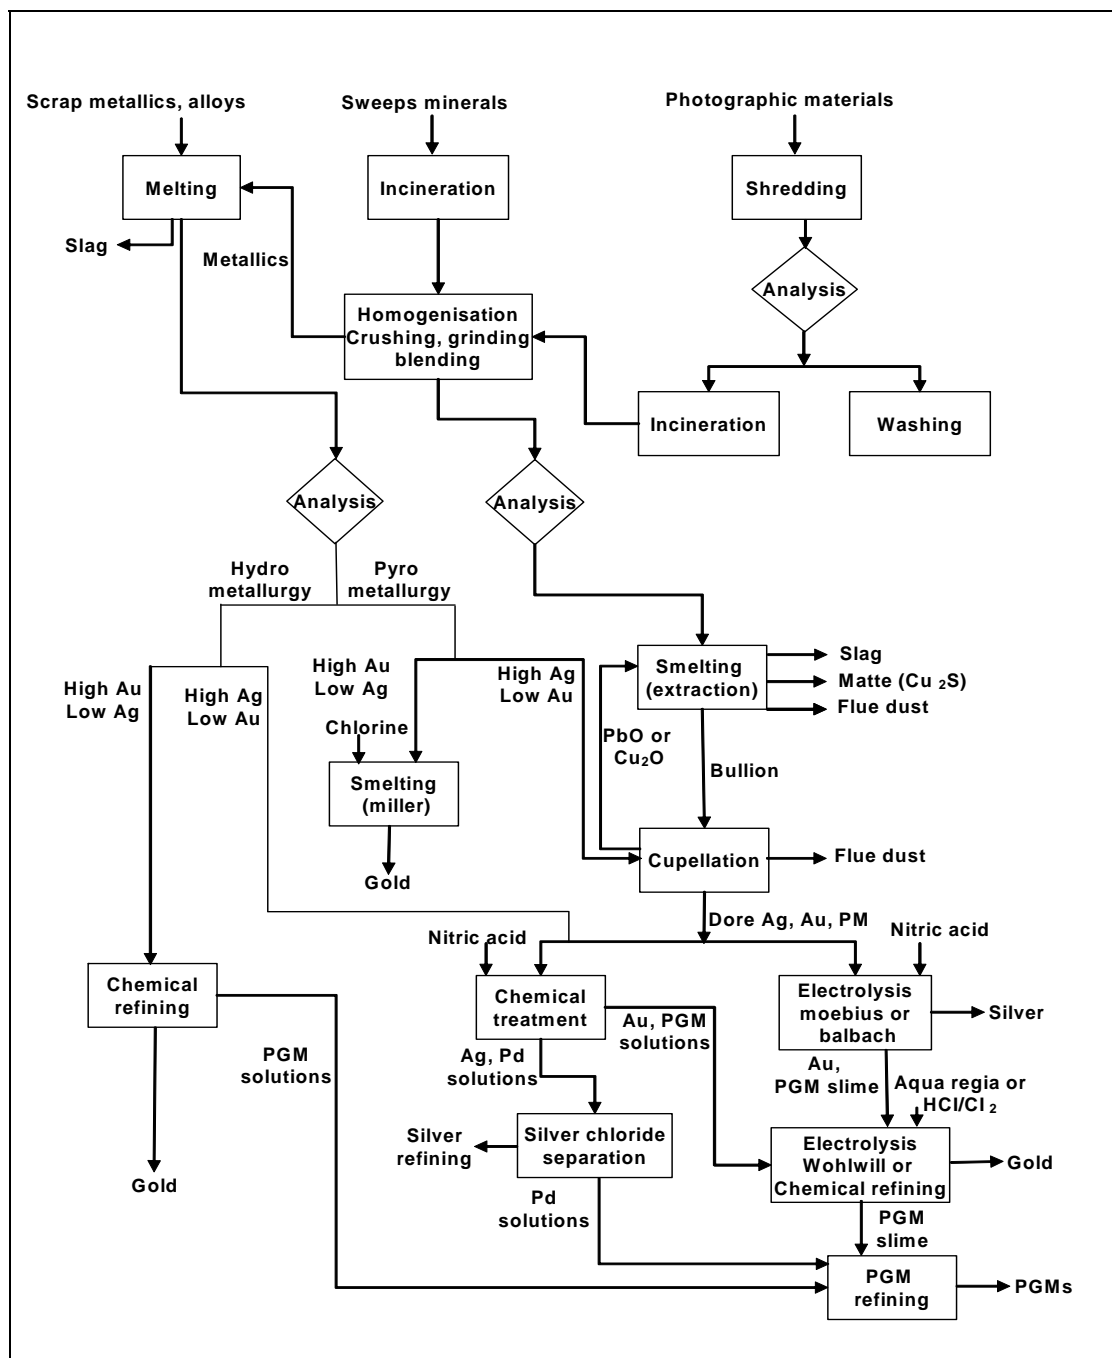 Scrap metallics, alloys
Sweeps minerals
Photographic materials
Melting
Incineration
Shredding
Slag
Metallics
Analysis
Homogenisation
Crushing, grinding
blending
Incineration
Washing
Analysis
Analysis
Hydro
metallurgy
Pyro
metallurgy
High Au
Low Ag
High Ag
Low Au
High Au
Low Ag
High Ag
Low Au
Smelting
(extraction)
Slag
Matte (Cu 2S)
Flue dust
Chlorine
PbO or
Cu2O
Smelting
(miller)
Bullion
Cupellation
Flue dust
Gold
Dore Ag, Au, PM
Nitric acid
Nitric acid
Chemical
refining
Chemical
treatment
Electrolysis
moebius or
balbach
Silver
PGM
solutions
Ag, Pd
solutions
Au, PGM
solutions
Au,
PGM slime
Aqua regia or
HCl/Cl 2
Silver
refining
Silver chloride
separation
Electrolysis
Wohlwill or
Chemical refining
Gold
Gold
Pd
solutions
PGM
slime
PGM
refining
PGMs